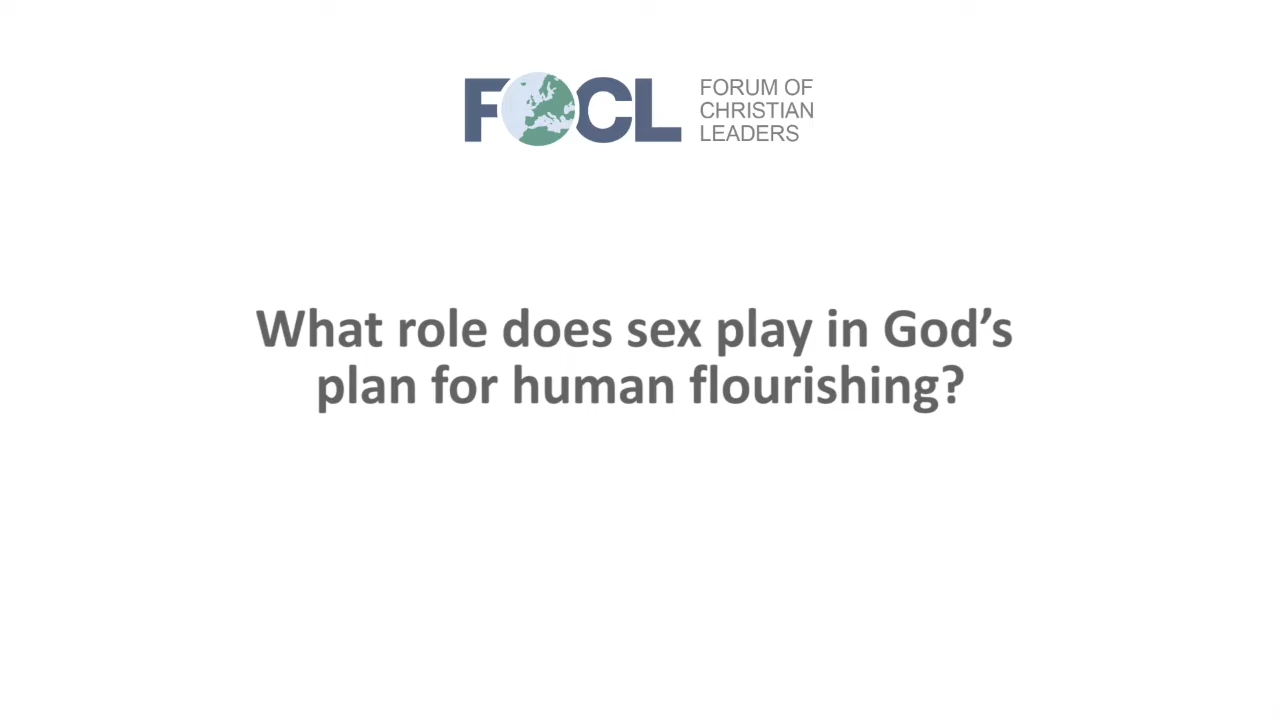 FOCL
FORUM OF
CHRISTIAN
LEADERS
What role does sex play in God’s
plan for human flourishing?